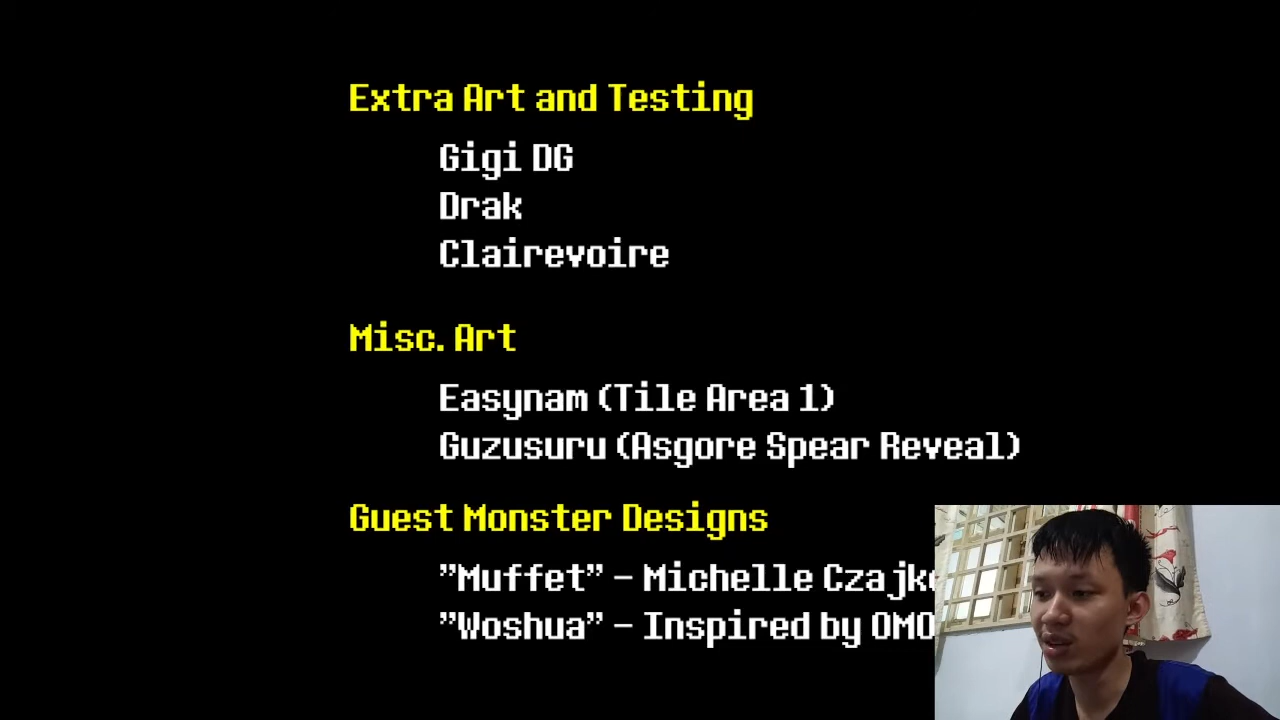 Extra Art and Testing
Gigi DG
Drak
Clairevoire
Misc. Art
Easynam (Tile Area 1)
Guzusuru (Asgore Spear Reveal)
Guest Monster Designs
"Muffet" - Michelle
"Woshua" - Inspired by